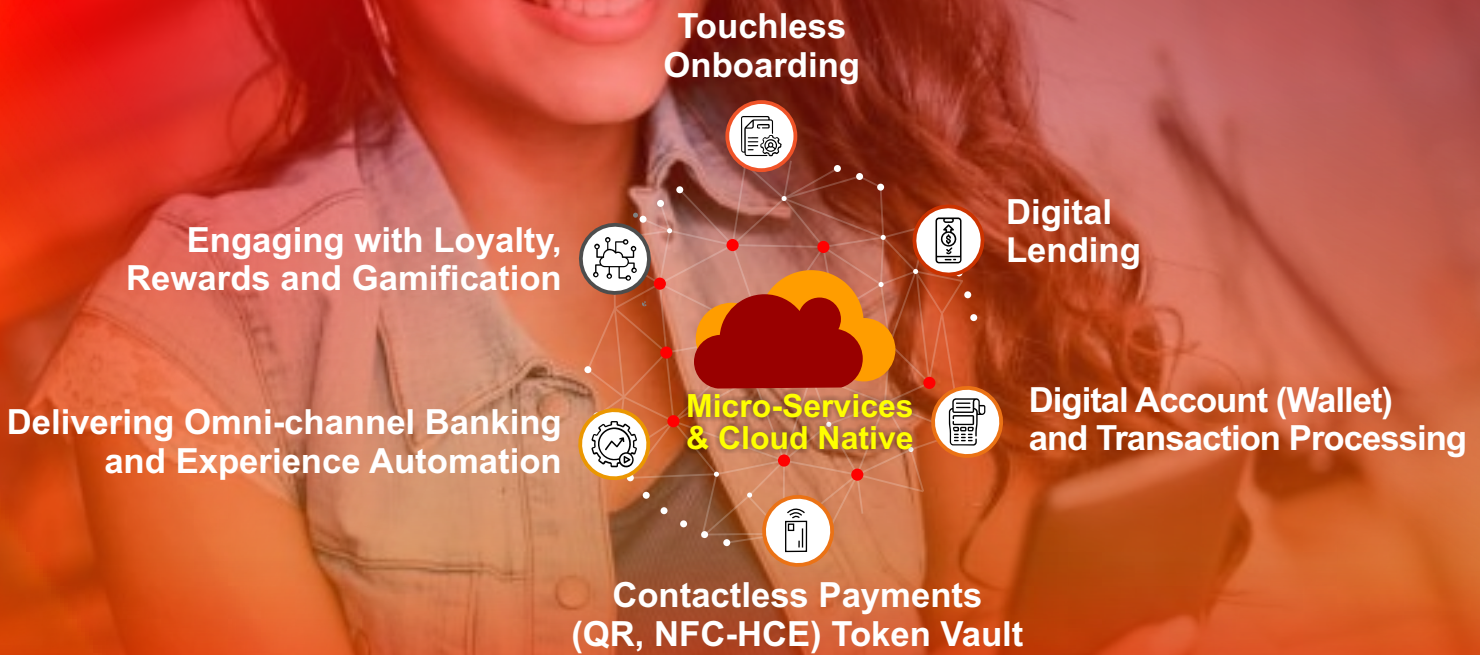 Touchless
Onboarding
Digital
Lending
Engaging with Loyalty,
Rewards and Gamification
Micro-Services
& Cloud Native
Digital Account (Wallet)
and Transaction Processing
Delivering Omni-channel Banking
and Experience Automation
Contactless Payments
(QR, NFC-HCE) Token Vault